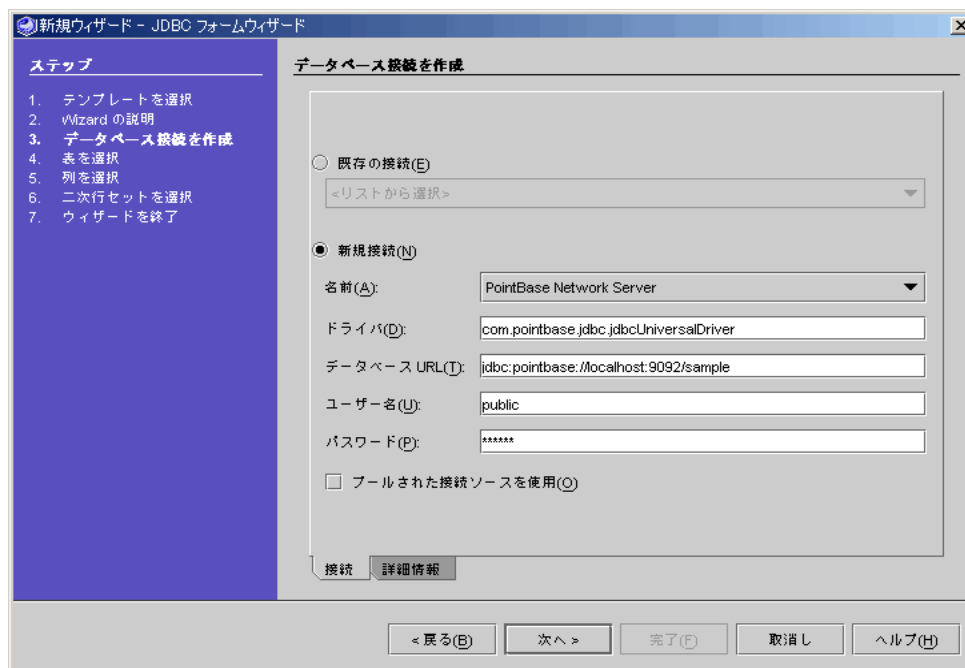 新規ウィザード - JDBC フォームウィザード
ステップ
1. テンプレートを選択
2. Wizard の説明
3. データベース接続を作成
4. 表を選択
5. 列を選択
6. 二次行セットを選択
7. ウィザードを終了
データベース接続を作成
既存の接続(E)
<リストから選択>
新規接続(N)
名前(A): PointBase Network Server
ドライバ(D): com.pointbase.jdbc.jdbcUniversalDriver
データベース URL(T): jdbc:pointbase://localhost:9092/sample
ユーザー名(U): public
パスワード(P): ******
プールされた接続ソースを使用(O)
接続 詳細情報
< 戻る(B) 次へ > 完了(F) 取消し ヘルプ(H)